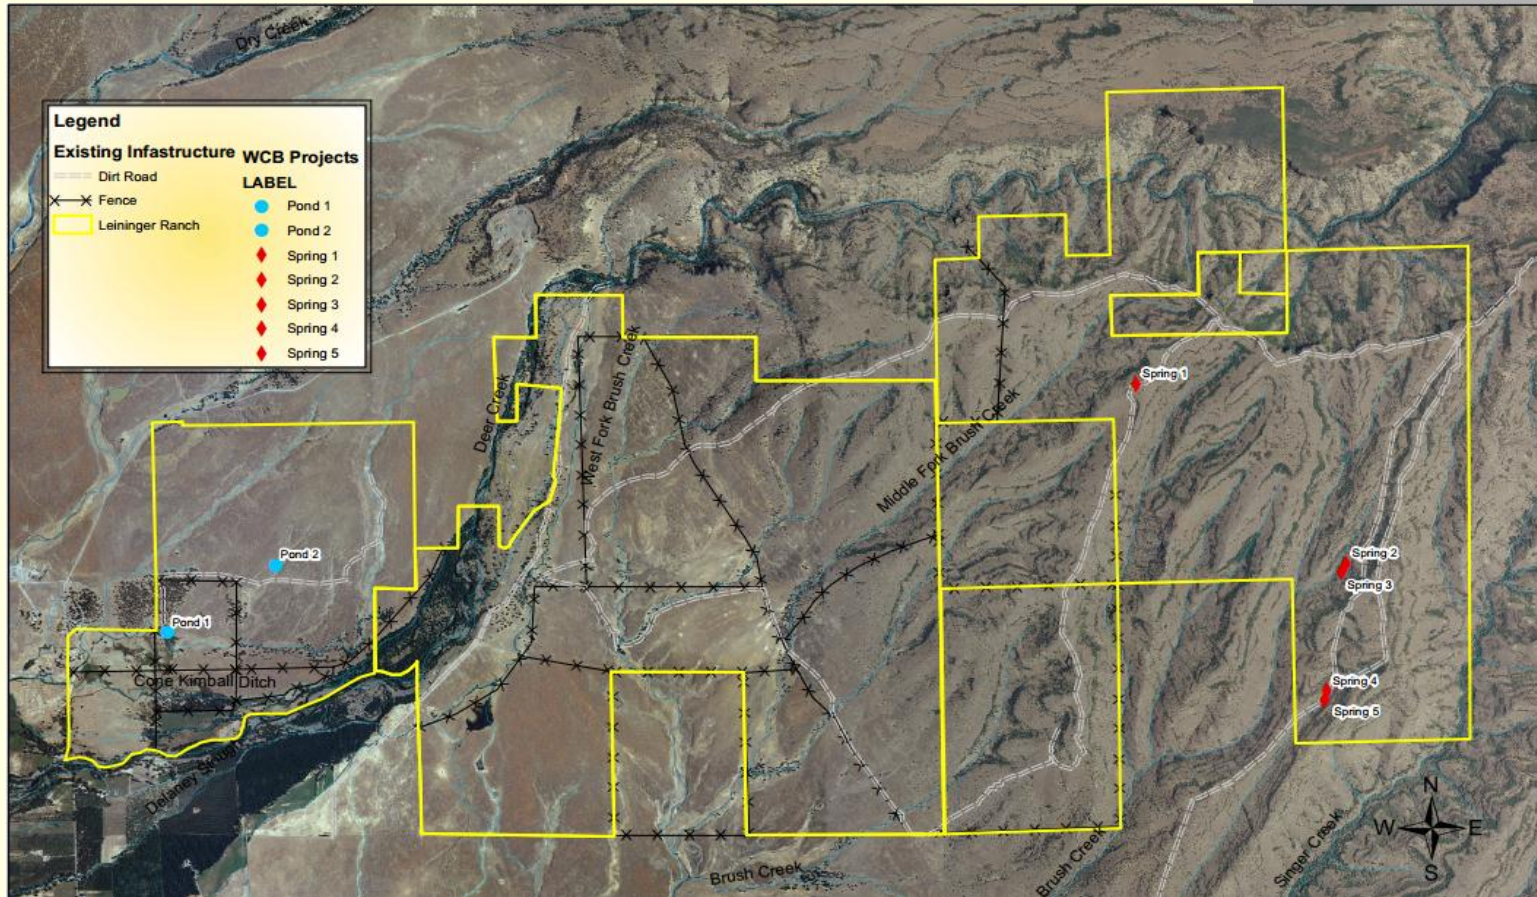 Dry Creek
Legend
Existing Infastructure
Dirt Road
Fence
Leininger Ranch
WCB Projects
LABEL
Pond 1
Pond 2
Spring 1
Spring 2
Spring 3
Spring 4
Spring 5
Deer Creek
West Fork Brush Creek
Middle Fork Brush Creek
Spring 1
Pond 2
Spring 2
Spring 3
Pond 1
Cone Kimball Ditch
Spring 4
Spring 5
Delaney Slough
Brush Creek
Brush Creek
Singer Creek
N
W
E
S